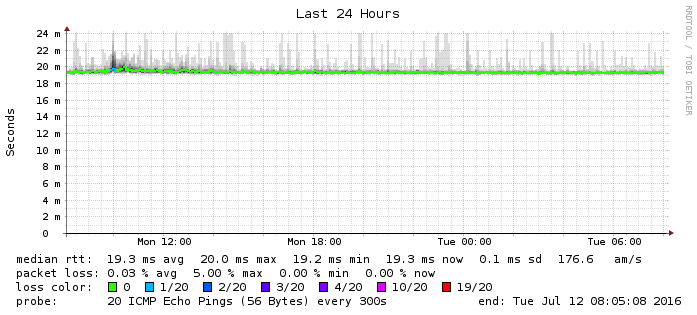 Last 24 Hours
RRDTOOL / TOBI OETIKER
Seconds
24 m
22 m
20 m
18 m
16 m
14 m
12 m
10 m
8 m
6 m
4 m
2 m
0
Mon 12:00 Mon 18:00 Tue 00:00 Tue 06:00
median rtt: 19.3 ms avg 20.0 ms max 19.2 ms min 19.3 ms now 0.1 ms sd 176.6 am/s
packet loss: 0.03 % avg 5.00 % max 0.00 % min 0.00 % now
loss color: 0 1/20 2/20 3/20 4/20 10/20 19/20
probe: 20 ICMP Echo Pings (56 Bytes) every 300s end: Tue Jul 12 08:05:08 2016